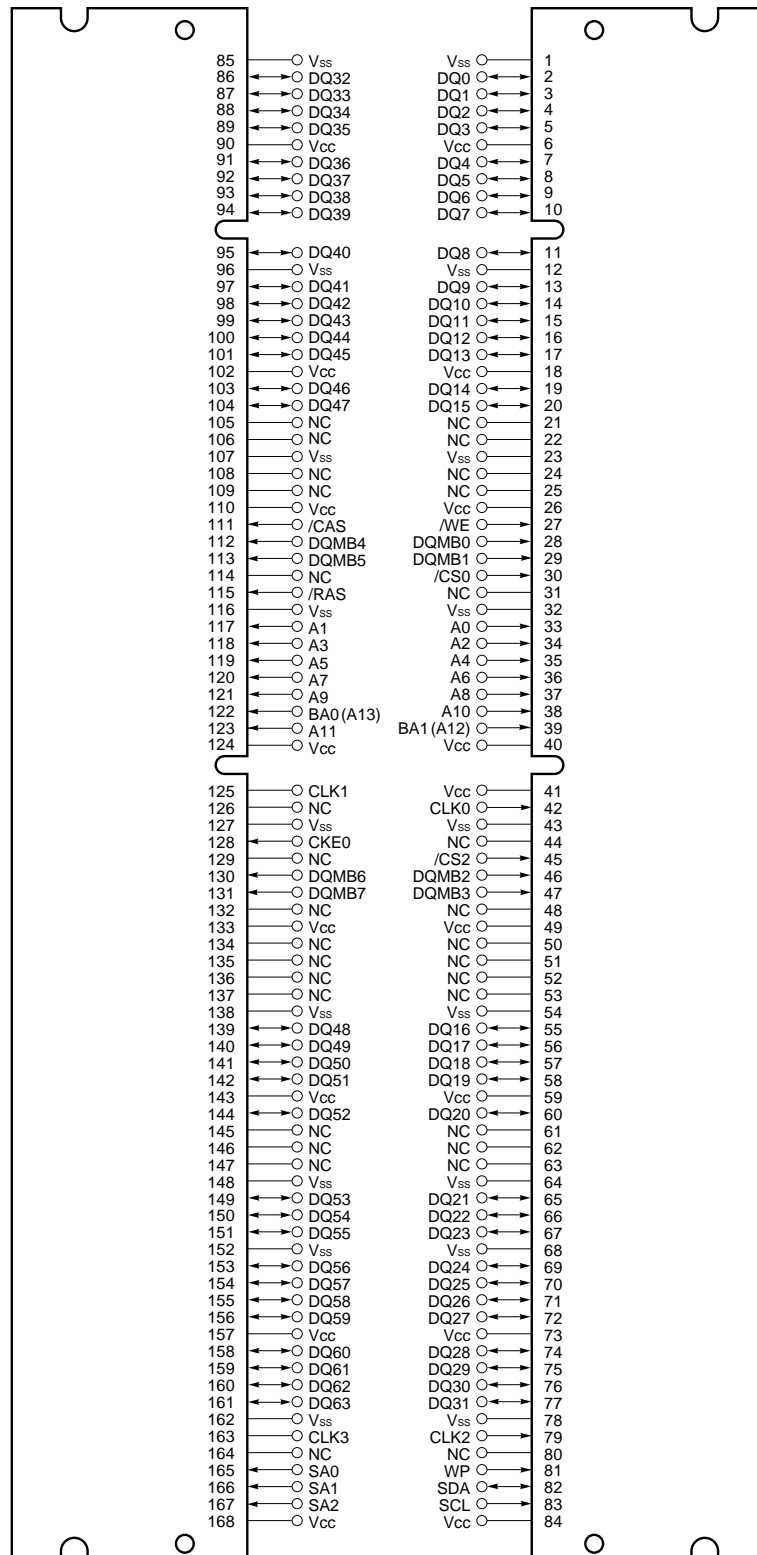 85 Vss Vss 1
86 DQ32 DQ0 2
87 DQ33 DQ1 3
88 DQ34 DQ2 4
89 DQ35 DQ3 5
90 Vcc Vcc 6
91 DQ36 DQ4 7
92 DQ37 DQ5 8
93 DQ38 DQ6 9
94 DQ39 DQ7 10
95 DQ40 DQ8 11
96 Vss Vss 12
97 DQ41 DQ9 13
98 DQ42 DQ10 14
99 DQ43 DQ11 15
100 DQ44 DQ12 16
101 DQ45 DQ13 17
102 Vcc Vcc 18
103 DQ46 DQ14 19
104 DQ47 DQ15 20
105 NC NC 21
106 NC NC 22
107 Vss Vss 23
108 NC NC 24
109 NC NC 25
110 Vcc Vcc 26
111 /CAS /WE 27
112 DQMB4 DQMB0 28
113 DQMB5 DQMB1 29
114 NC /CS0 30
115 /RAS NC 31
116 Vss Vss 32
117 A1 A0 33
118 A3 A2 34
119 A5 A4 35
120 A7 A6 36
121 A9 A8 37
122 BA0 (A13) A10 38
123 A11 BA1 (A12) 39
124 Vcc Vcc 40
125 CLK1 Vcc 41
126 NC CLK0 42
127 Vss Vss 43
128 CKE0 NC 44
129 NC /CS2 45
130 DQMB6 DQMB2 46
131 DQMB7 DQMB3 47
132 NC NC 48
133 Vcc Vcc 49
134 NC NC 50
135 NC NC 51
136 NC NC 52
137 NC NC 53
138 Vss Vss 54
139 DQ48 DQ16 55
140 DQ49 DQ17 56
141 DQ50 DQ18 57
142 DQ51 DQ19 58
143 Vcc Vcc 59
144 DQ52 DQ20 60
145 NC NC 61
146 NC NC 62
147 NC NC 63
148 Vss Vss 64
149 DQ53 DQ21 65
150 DQ54 DQ22 66
151 DQ55 DQ23 67
152 Vss Vss 68
153 DQ56 DQ24 69
154 DQ57 DQ25 70
155 DQ58 DQ26 71
156 DQ59 DQ27 72
157 Vcc Vcc 73
158 DQ60 DQ28 74
159 DQ61 DQ29 75
160 DQ62 DQ30 76
161 DQ63 DQ31 77
162 Vss Vss 78
163 CLK3 CLK2 79
164 NC NC 80
165 SA0 WP 81
166 SA1 SDA 82
167 SA2 SCL 83
168 Vcc Vcc 84